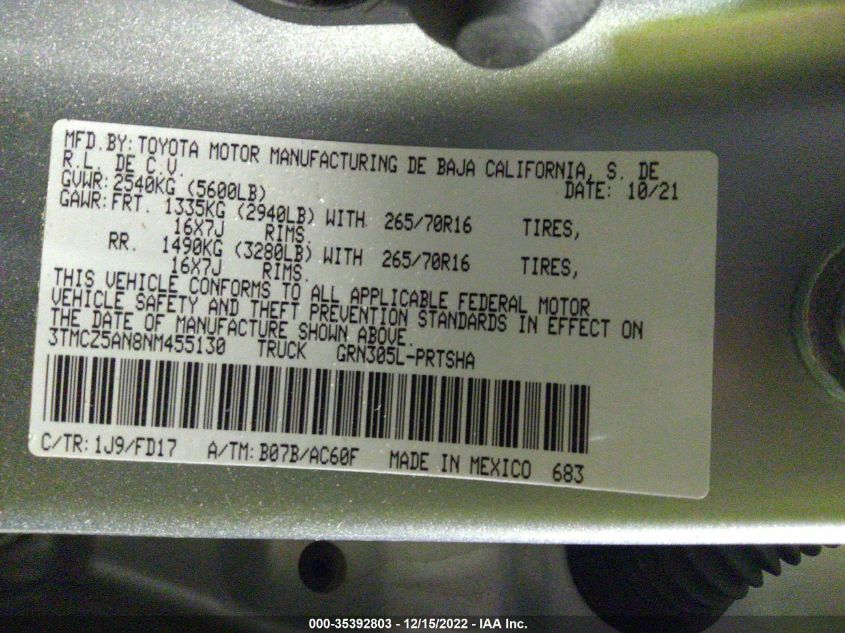 MFD. BY: TOYOTA MOTOR MANUFACTURING DE BAJA CALIFORNIA, S. DE
R.L. DE C.V.
GVWR: 2540KG (5600LB) DATE: 10/21
GAWR: FRT. 1335KG (2940LB) WITH 265/70R16 TIRES,
16X7J RIMS.
RR. 1490KG (3280LB) WITH 265/70R16 TIRES,
16X7J RIMS.
THIS VEHICLE CONFORMS TO ALL APPLICABLE FEDERAL MOTOR
VEHICLE SAFETY AND THEFT PREVENTION STANDARDS IN EFFECT ON
THE DATE OF MANUFACTURE SHOWN ABOVE.
3TMCZ5AN8NM455130 TRUCK GRN305L-PRTSHA
C/TR: 1J9/FD17 A/TM: B07B/AC60F MADE IN MEXICO 683
000-35392803 - 12/15/2022 - IAA Inc.